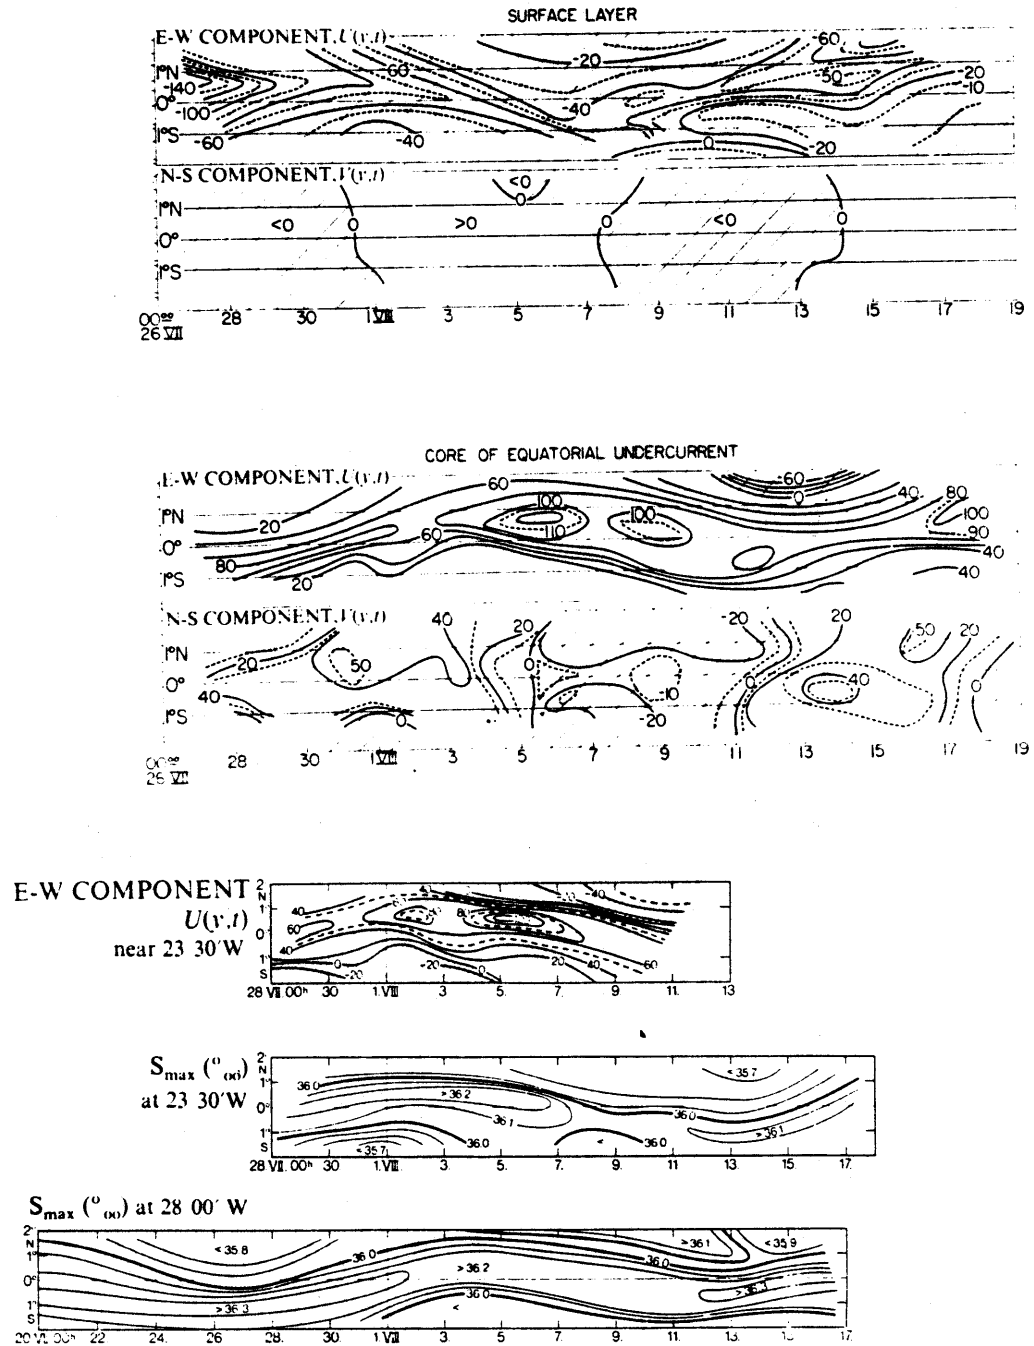 SURFACE LAYER
E-W COMPONENT, U(y,t)
-60
-20
20
1°N
-60
50
-10
-140
0°
-40
-100
1°S
-60
-40
0
-20
N-S COMPONENT, V(y,t)
<0
0
1°N
<0 0 >0 0 <0 0
0°
1°S
00⁰⁰ 28 30 1 VIII 3 5 7 9 11 13 15 17 19
26 VII
CORE OF EQUATORIAL UNDERCURRENT
E-W COMPONENT, U(y,t)
60
-60
0
40 80
1°N
20
100
100
100
110
90
0°
60
80
40
1°S
20
40
N-S COMPONENT, V(y,t)
40
20
-20
20
50
20
1°N
20
50
0
0°
40
-10
0
40
0
1°S
0
-20
00⁰⁰ 28 30 1 VIII 3 5 7 9 11 13 15 17 19
26 VII
E-W COMPONENT
U(y,t)
near 23 30′W
2°
N
1°
0°
1°
S
40
40
40
60
80
40
0
-20
-20
0
20
40
60
28 VII. 00ʰ 30 1. VIII 3. 5. 7. 9. 11. 13
Smax (°/oo)
at 23 30′W
2°
N
1°
0°
1°
S
36.0
>36.2
36.1
<35.7
36.0
>36.1
<35.7
36.0
<
36.0
28 VII. 00ʰ 30 1. VIII 3. 5. 7. 9. 11. 13. 15. 17.
Smax (°/oo) at 28 00′ W
2°
N
1°
0°
1°
S
<35.8
36.0
36.0
>36.1
<35.9
>36.2
>36.3
36.0
<
>36.3
22. 24. 26. 28. 30. 1. VIII 3. 5. 7. 9. 11. 13. 17.